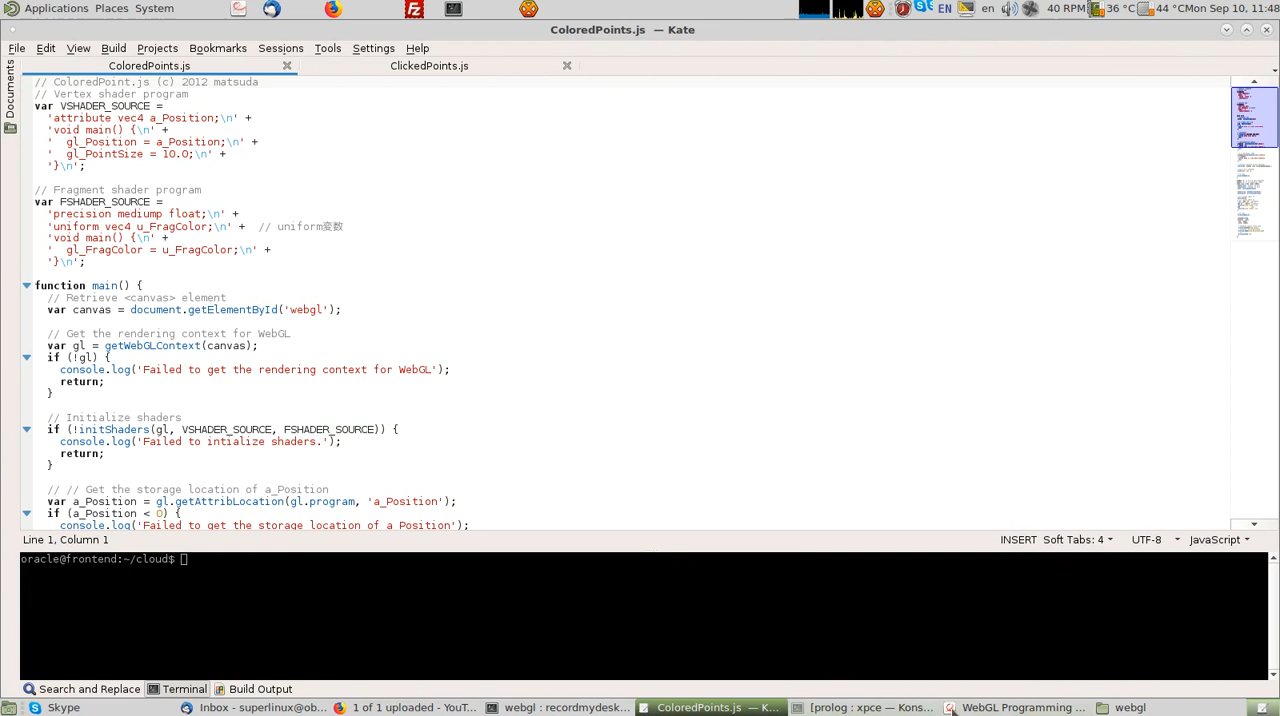 Applications Places System en EN en 40 RPM 36 °C 44 °C Mon Sep 10, 11:48
ColoredPoints.js — Kate
File Edit View Build Projects Bookmarks Sessions Tools Settings Help
ColoredPoints.js ClickedPoints.js
Documents
// ColoredPoint.js (c) 2012 matsuda
// Vertex shader program
var VSHADER_SOURCE =
  'attribute vec4 a_Position;\n' +
  'void main() {\n' +
  '  gl_Position = a_Position;\n' +
  '  gl_PointSize = 10.0;\n' +
  '}\n';
// Fragment shader program
var FSHADER_SOURCE =
  'precision mediump float;\n' +
  'uniform vec4 u_FragColor;\n' +  // uniform変数
  'void main() {\n' +
  '  gl_FragColor = u_FragColor;\n' +
  '}\n';
function main() {
  // Retrieve <canvas> element
  var canvas = document.getElementById('webgl');
  // Get the rendering context for WebGL
  var gl = getWebGLContext(canvas);
  if (!gl) {
    console.log('Failed to get the rendering context for WebGL');
    return;
  }
  // Initialize shaders
  if (!initShaders(gl, VSHADER_SOURCE, FSHADER_SOURCE)) {
    console.log('Failed to intialize shaders.');
    return;
  }
  // // Get the storage location of a_Position
  var a_Position = gl.getAttribLocation(gl.program, 'a_Position');
  if (a_Position < 0) {
    console.log('Failed to get the storage location of a_Position');
Line 1, Column 1 INSERT Soft Tabs: 4 UTF-8 JavaScript
oracle@frontend:~/cloud$
Search and Replace Terminal Build Output
Skype Inbox - superlinux@ob... 1 of 1 uploaded - YouT... webgl : recordmydesk... ColoredPoints.js — K... [prolog : xpce — Kons... WebGL Programming ... webgl